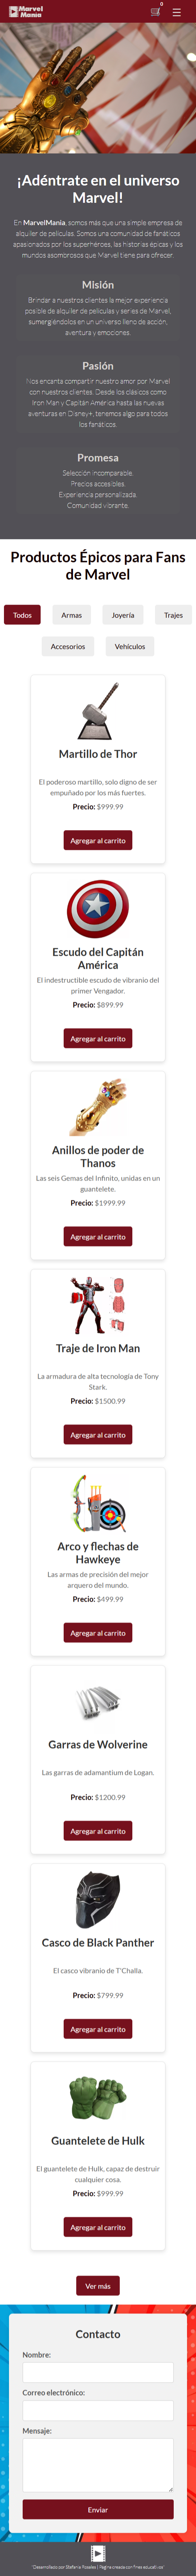 Marvel
Mania
0
¡Adéntrate en el universo
Marvel!
En MarvelMania, somos más que una simple empresa de
alquiler de películas. Somos una comunidad de fanáticos
apasionados por los superhéroes, las historias épicas y los
mundos asombrosos que Marvel tiene para ofrecer.
Misión
Brindar a nuestros clientes la mejor experiencia
posible de alquiler de películas y series de Marvel,
sumergiéndolos en un universo lleno de acción,
aventura y emociones.
Pasión
Nos encanta compartir nuestro amor por Marvel
con nuestros clientes. Desde los clásicos como
Iron Man y Capitán América hasta las nuevas
aventuras en Disney+, tenemos algo para todos
los fanáticos.
Promesa
Selección incomparable,
Precios accesibles,
Experiencia personalizada,
Comunidad vibrante,
Productos Épicos para Fans
de Marvel
Todos
Armas
Joyería
Trajes
Accesorios
Vehículos
Martillo de Thor
El poderoso martillo, solo digno de ser
empuñado por los más fuertes.
Precio: $999.99
Agregar al carrito
Escudo del Capitán
América
El indestructible escudo de vibranio del
primer Vengador.
Precio: $899.99
Agregar al carrito
Anillos de poder de
Thanos
Las seis Gemas del Infinito, unidas en un
guantelete.
Precio: $1999.99
Agregar al carrito
Traje de Iron Man
La armadura de alta tecnología de Tony
Stark.
Precio: $1500.99
Agregar al carrito
Arco y flechas de
Hawkeye
Las armas de precisión del mejor
arquero del mundo.
Precio: $499.99
Agregar al carrito
Garras de Wolverine
Las garras de adamantium de Logan.
Precio: $1200.99
Agregar al carrito
Casco de Black Panther
El casco vibranio de T'Challa.
Precio: $799.99
Agregar al carrito
Guantelete de Hulk
El guantelete de Hulk, capaz de destruir
cualquier cosa.
Precio: $999.99
Agregar al carrito
Ver más
Contacto
Nombre:
Correo electrónico:
Mensaje:
Enviar
"Desarrollado por Stefania Rosales | Página creada con fines educativos"